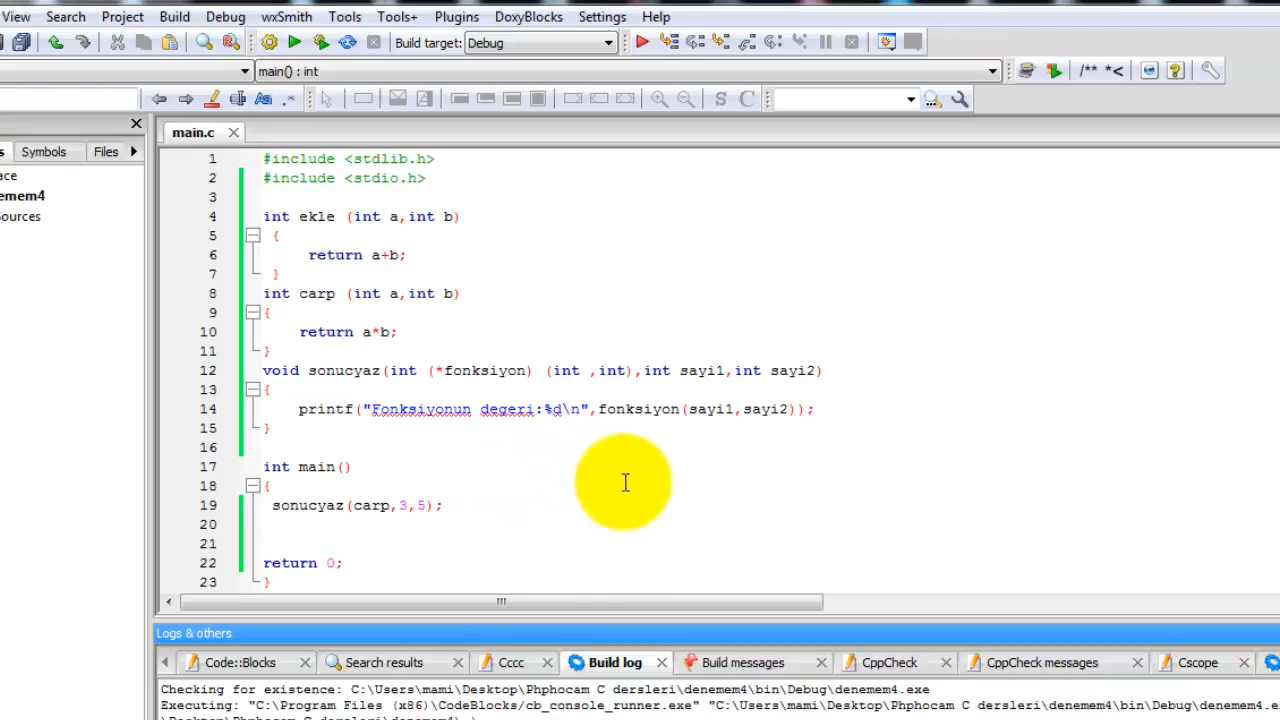 View Search Project Build Debug wxSmith Tools Tools+ Plugins DoxyBlocks Settings Help
Build target: Debug
main() : int /** *<
S C
main.c
s Symbols Files
ace
emem4
Sources
1 #include <stdlib.h>
2 #include <stdio.h>
3
4 int ekle (int a,int b)
5 {
6 return a+b;
7 }
8 int carp (int a,int b)
9 {
10 return a*b;
11 }
12 void sonucyaz(int (*fonksiyon) (int ,int),int sayi1,int sayi2)
13 {
14 printf("Fonksiyonun degeri:%d\n",fonksiyon(sayi1,sayi2));
15 }
16
17 int main()
18 {
19 sonucyaz(carp,3,5);
20
21
22 return 0;
23 }
Logs & others
Code::Blocks Search results Cccc Build log Build messages CppCheck CppCheck messages Cscope
Checking for existence: C:\Users\mami\Desktop\Phphocam C dersleri\denemem4\bin\Debug\denemem4.exe
Executing: "C:\Program Files (x86)\CodeBlocks/cb_console_runner.exe" "C:\Users\mami\Desktop\Phphocam C dersleri\denemem4\bin\Debug\denemem4.e